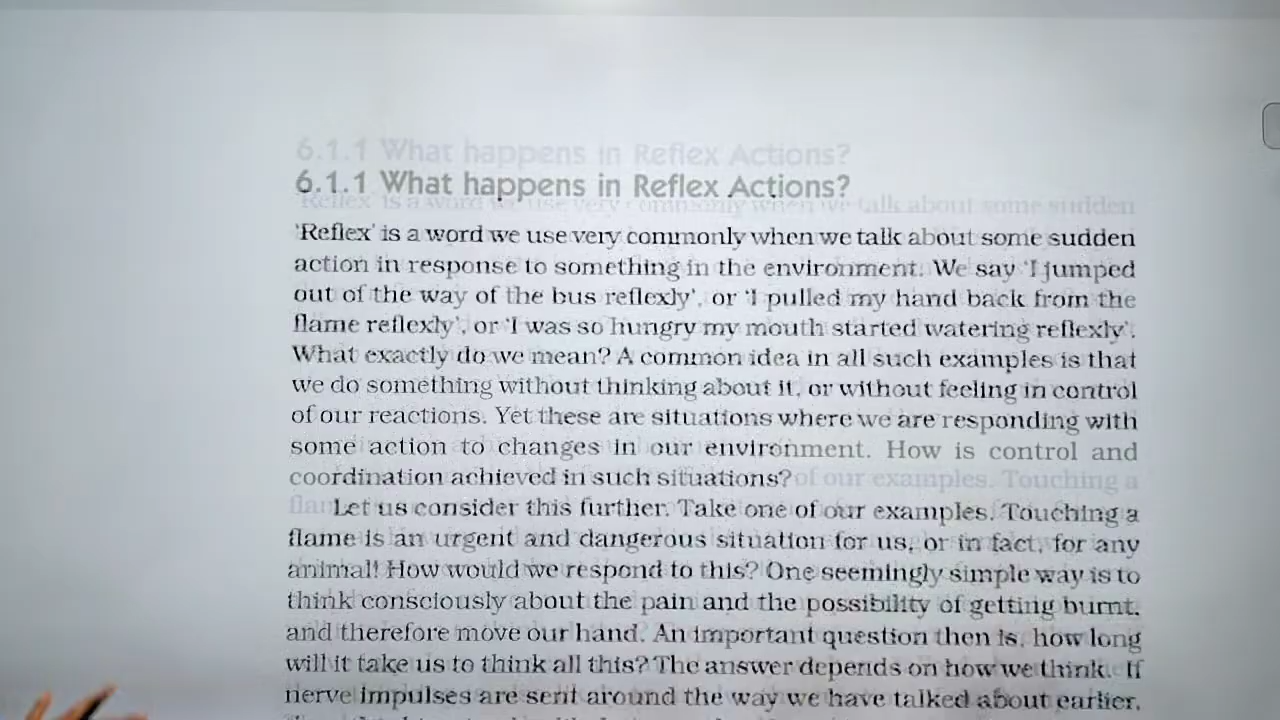 6.1.1 What happens in Reflex Actions?
'Reflex' is a word we use very commonly when we talk about some sudden
action in response to something in the environment. We say 'I jumped
out of the way of the bus reflexly', or 'I pulled my hand back from the
flame reflexly', or 'I was so hungry my mouth started watering reflexly'.
What exactly do we mean? A common idea in all such examples is that
we do something without thinking about it, or without feeling in control
of our reactions. Yet these are situations where we are responding with
some action to changes in our environment. How is control and
coordination achieved in such situations?
Let us consider this further. Take one of our examples. Touching a
flame is an urgent and dangerous situation for us, or in fact, for any
animal! How would we respond to this? One seemingly simple way is to
think consciously about the pain and the possibility of getting burnt,
and therefore move our hand. An important question then is, how long
will it take us to think all this? The answer depends on how we think. If
nerve impulses are sent around the way we have talked about earlier,